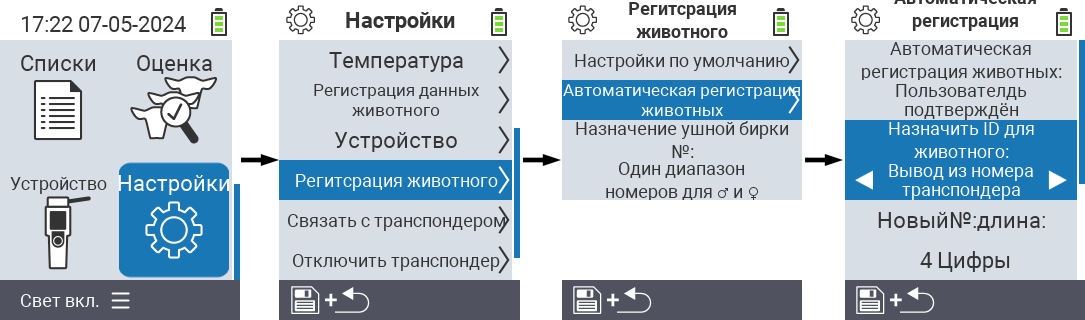 17:22 07-05-2024
Списки
Оценка
Устройство
Настройки
Свет вкл.
Настройки
Температура
Регистрация данных
животного
Устройство
Регитсрация животного
Связать с транспондером
Отключить транспондер
+
Регитсрация
животного
Настройки по умолчанию
Автоматическая регистрация
животных
Назначение ушной бирки
№:
Один диапазон
номеров для ♂ и ♀
+
Автоматическая
регистрация
Автоматическая
регистрация животных:
Пользователдь
подтверждён
Назначить ID для
животного:
Вывод из номера
транспондера
Новый№:длина:
4 Цифры
+